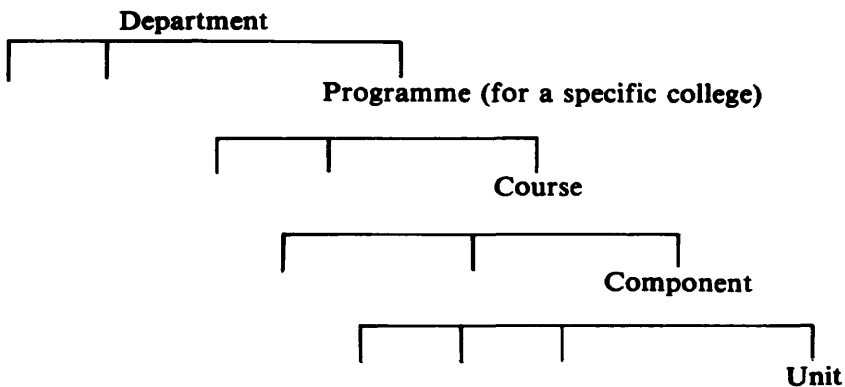 Department
Programme (for a specific college)
Course
Component
Unit